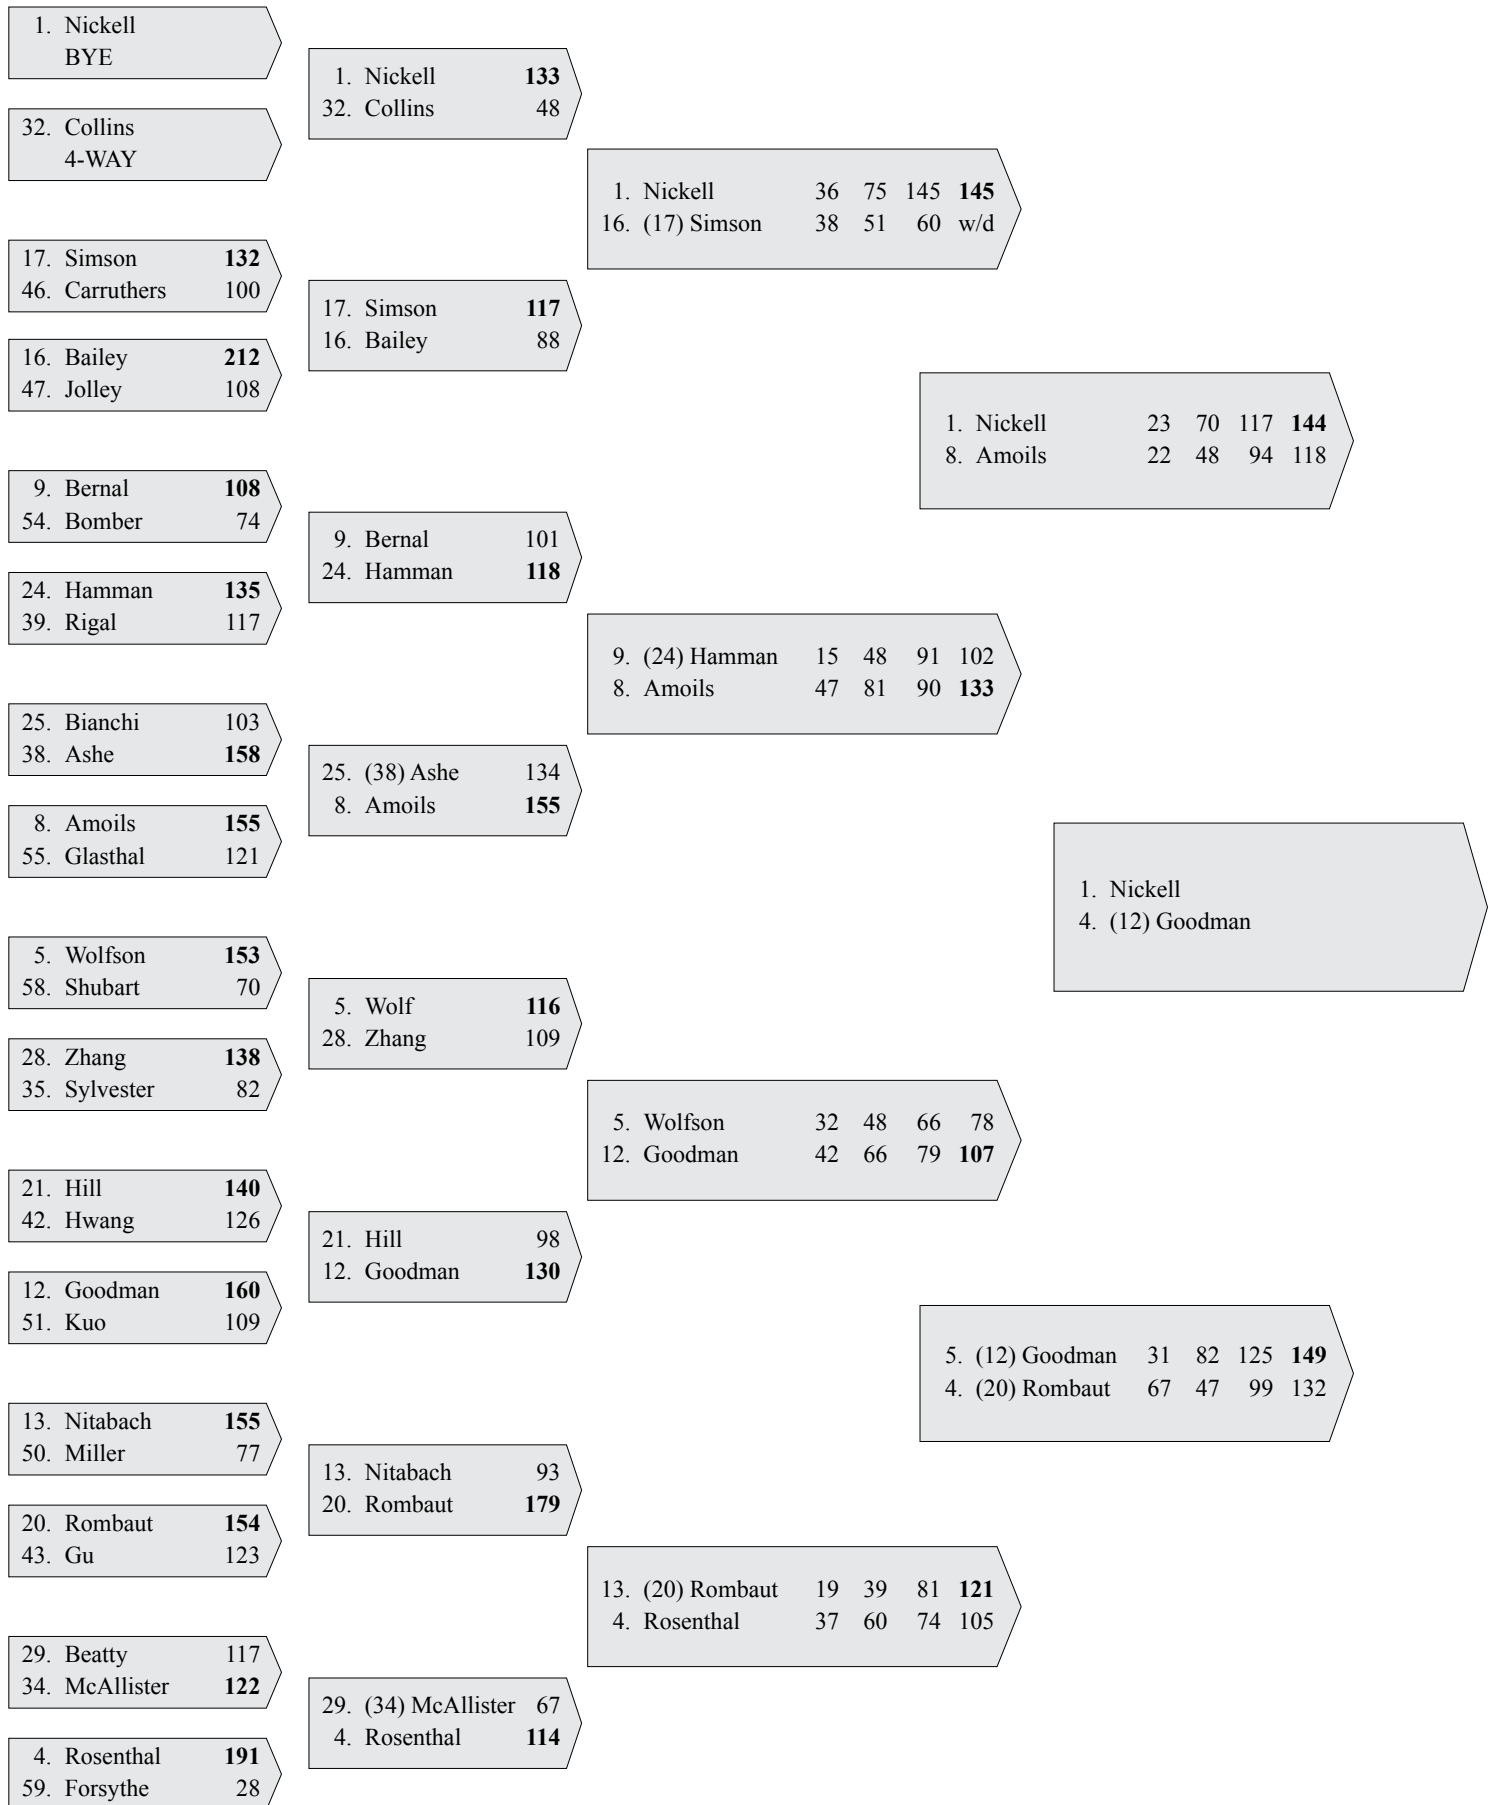 1. Nickell
BYE
32. Collins
4-WAY
17. Simson 132
46. Carruthers 100
16. Bailey 212
47. Jolley 108
9. Bernal 108
54. Bomber 74
24. Hamman 135
39. Rigal 117
25. Bianchi 103
38. Ashe 158
8. Amoils 155
55. Glasthal 121
5. Wolfson 153
58. Shubart 70
28. Zhang 138
35. Sylvester 82
21. Hill 140
42. Hwang 126
12. Goodman 160
51. Kuo 109
13. Nitabach 155
50. Miller 77
20. Rombaut 154
43. Gu 123
29. Beatty 117
34. McAllister 122
4. Rosenthal 191
59. Forsythe 28
1. Nickell 133
32. Collins 48
17. Simson 117
16. Bailey 88
9. Bernal 101
24. Hamman 118
25. (38) Ashe 134
8. Amoils 155
5. Wolf 116
28. Zhang 109
21. Hill 98
12. Goodman 130
13. Nitabach 93
20. Rombaut 179
29. (34) McAllister 67
4. Rosenthal 114
1. Nickell 36 75 145 145
16. (17) Simson 38 51 60 w/d
9. (24) Hamman 15 48 91 102
8. Amoils 47 81 90 133
5. Wolfson 32 48 66 78
12. Goodman 42 66 79 107
13. (20) Rombaut 19 39 81 121
4. Rosenthal 37 60 74 105
1. Nickell 23 70 117 144
8. Amoils 22 48 94 118
5. (12) Goodman 31 82 125 149
4. (20) Rombaut 67 47 99 132
1. Nickell
4. (12) Goodman